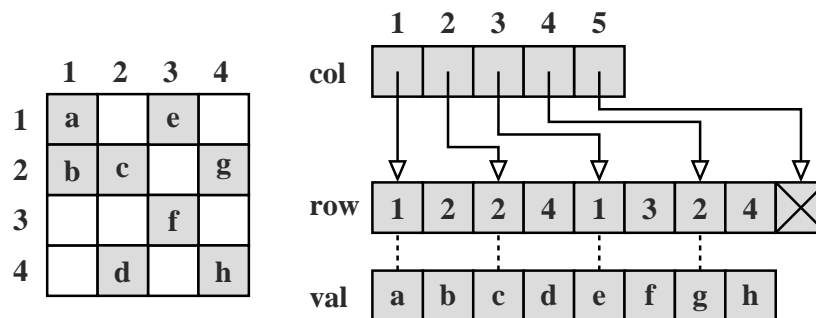 1 2 3 4
1 a e
2 b c g
3 f
4 d h
1 2 3 4 5
col
row 1 2 2 4 1 3 2 4
val a b c d e f g h